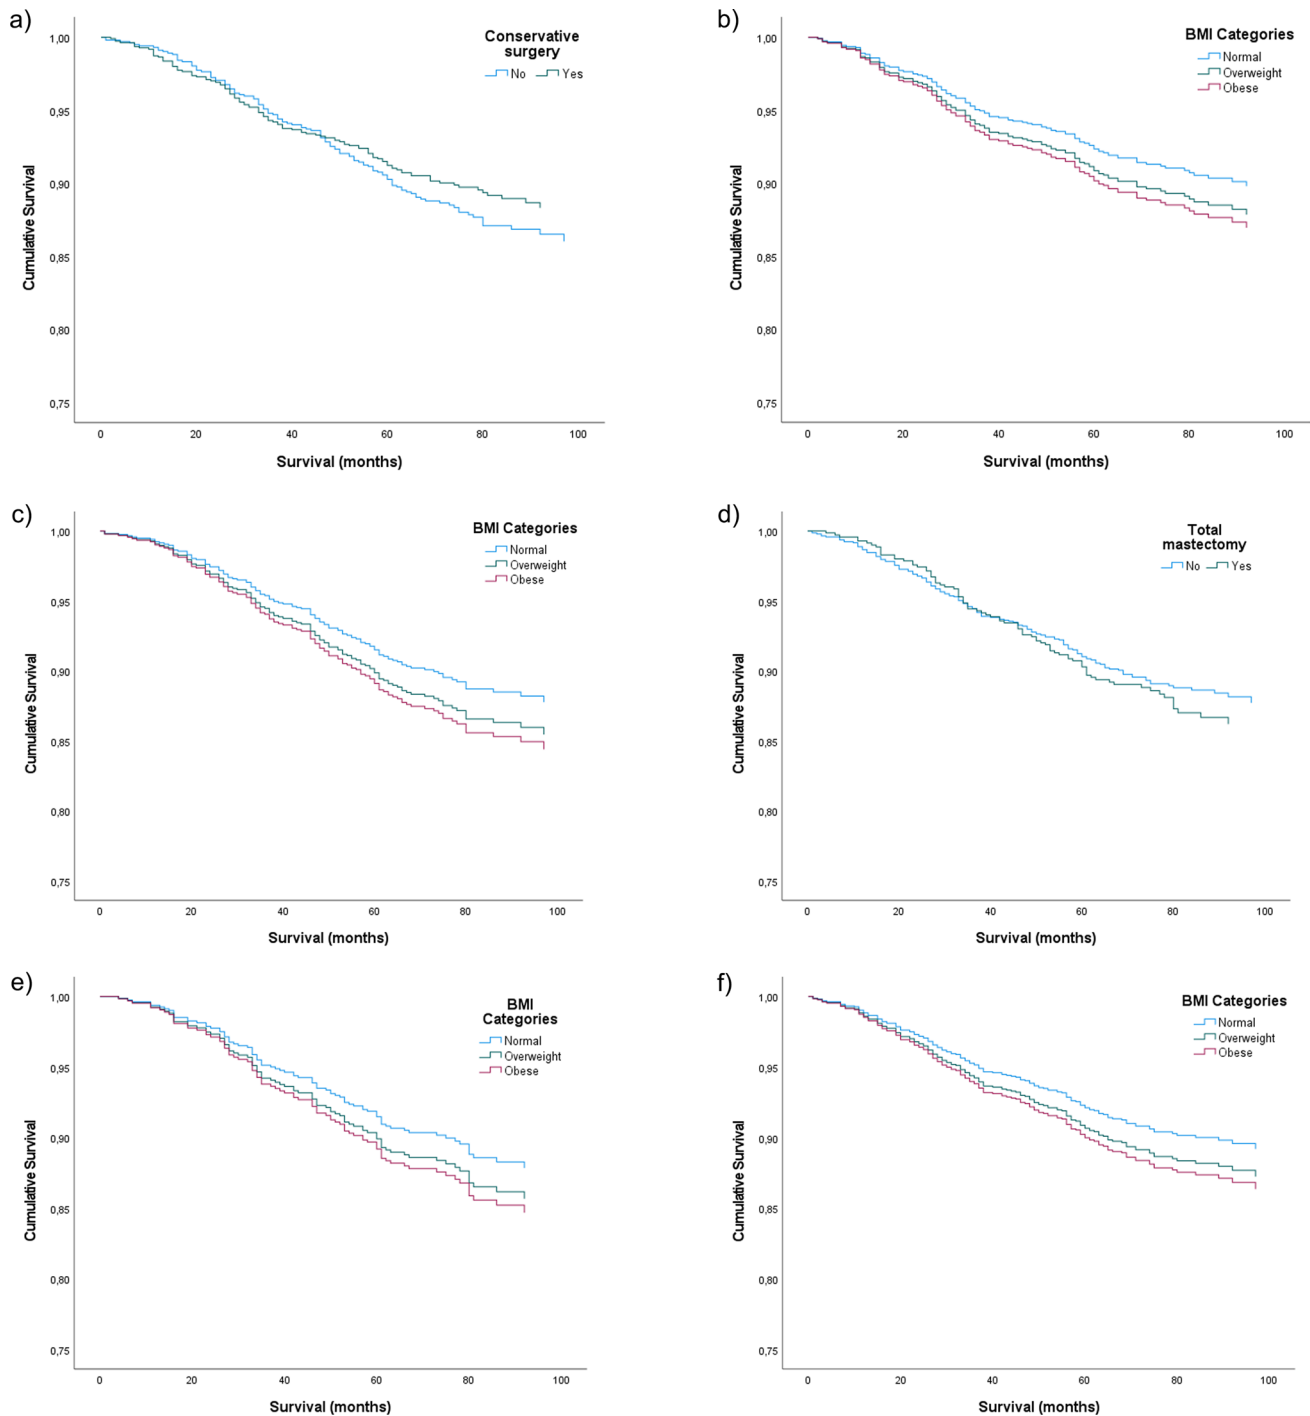 a)
Conservative
surgery
No Yes
1,00
0,95
0,90
0,85
0,80
0,75
Cumulative Survival
0 20 40 60 80 100
Survival (months)
b)
BMI Categories
Normal
Overweight
Obese
1,00
0,95
0,90
0,85
0,80
0,75
Cumulative Survival
0 20 40 60 80 100
Survival (months)
c)
BMI Categories
Normal
Overweight
Obese
1,00
0,95
0,90
0,85
0,80
0,75
Cumulative Survival
0 20 40 60 80 100
Survival (months)
d)
Total
mastectomy
No Yes
1,00
0,95
0,90
0,85
0,80
0,75
Cumulative Survival
0 20 40 60 80 100
Survival (months)
e)
BMI
Categories
Normal
Overweight
Obese
1,00
0,95
0,90
0,85
0,80
0,75
Cumulative Survival
0 20 40 60 80 100
Survival (months)
f)
BMI Categories
Normal
Overweight
Obese
1,00
0,95
0,90
0,85
0,80
0,75
Cumulative Survival
0 20 40 60 80 100
Survival (months)